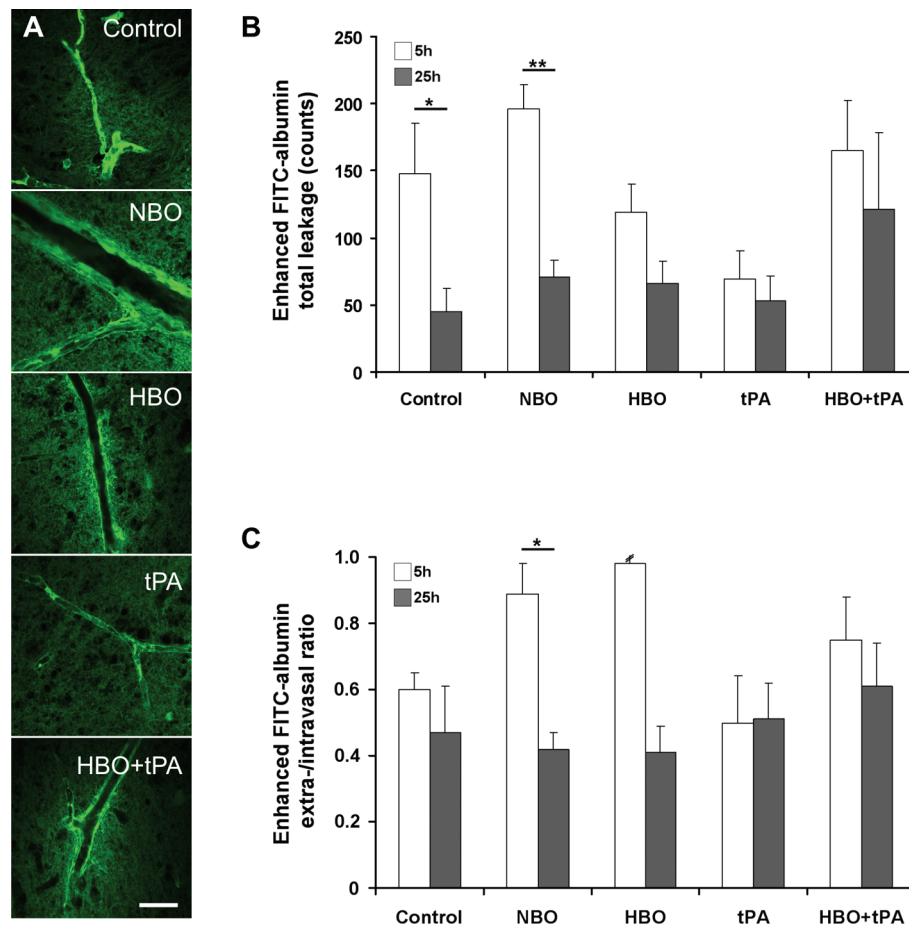 A
Control
NBO
HBO
tPA
HBO+tPA
B
Enhanced FITC-albumin
total leakage (counts)
250
200
150
100
50
0
5h
25h
*
**
Control NBO HBO tPA HBO+tPA
C
Enhanced FITC-albumin
extra-/intravasal ratio
1.0
0.8
0.6
0.4
0.2
0
5h
25h
*
Control NBO HBO tPA HBO+tPA